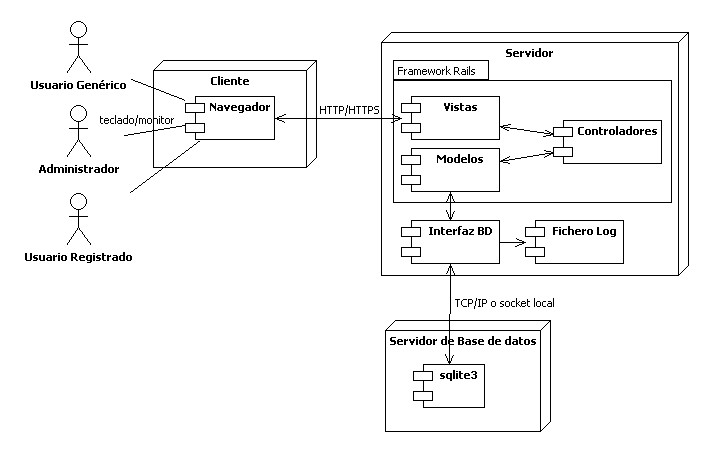 Usuario Genérico
Administrador
Usuario Registrado
teclado/monitor
Cliente
Navegador
HTTP/HTTPS
Servidor
Framework Rails
Vistas
Controladores
Modelos
Interfaz BD
Fichero Log
TCP/IP o socket local
Servidor de Base de datos
sqlite3